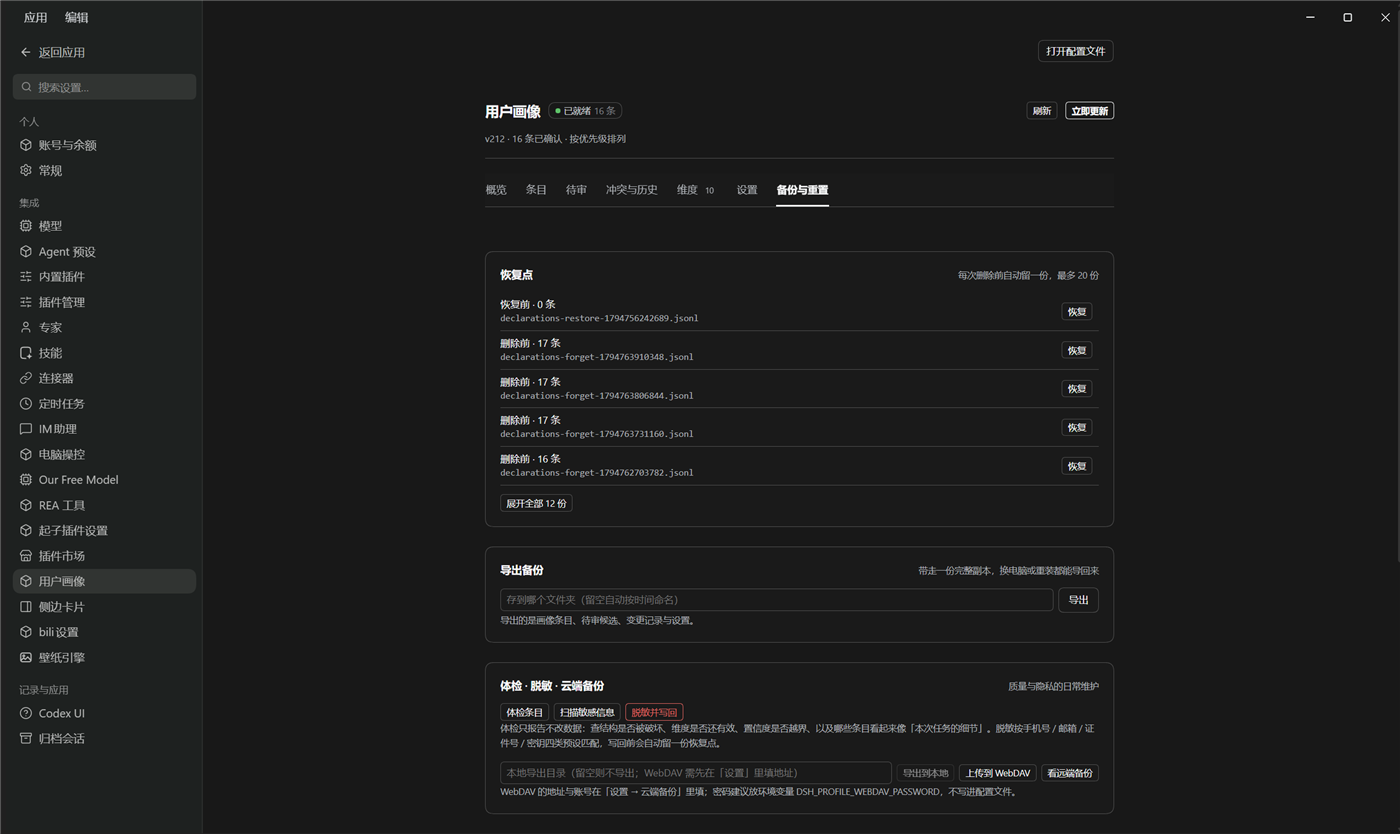 应用 编辑
返回应用
搜索设置...
个人
账号与余额
常规
集成
模型
Agent 预设
内置插件
插件管理
专家
技能
连接器
定时任务
IM 助理
电脑操控
Our Free Model
REA 工具
起子插件设置
插件市场
用户画像
侧边卡片
bili 设置
壁纸引擎
记录与应用
Codex UI
归档会话
打开配置文件
用户画像 已就绪 16 条 刷新 立即更新
v212 · 16 条已确认 · 按优先级排列
概览 条目 待审 冲突与历史 维度 10 设置 备份与重置
恢复点 每次删除前自动留一份，最多 20 份
恢复前 · 0 条
declarations-restore-1794756242689.jsonl
恢复
删除前 · 17 条
declarations-forget-1794763910348.jsonl
恢复
删除前 · 17 条
declarations-forget-1794763806844.jsonl
恢复
删除前 · 17 条
declarations-forget-1794763731160.jsonl
恢复
删除前 · 16 条
declarations-forget-1794762703782.jsonl
恢复
展开全部 12 份
导出备份 带走一份完整副本，换电脑或重装都能导回来
存到哪个文件夹（留空自动按时间命名） 导出
导出的是画像条目、待审候选、变更记录与设置。
体检 · 脱敏 · 云端备份 质量与隐私的日常维护
体检条目 扫描敏感信息 脱敏并写回
体检只报告不改数据：查结构是否被破坏、维度是否还有效、置信度是否越界、以及哪些条目看起来像「本次任务的细节」。脱敏按手机号 / 邮箱 / 证
件号 / 密钥四类预设匹配，写回前会自动留一份恢复点。
本地导出目录（留空则不导出；WebDAV 需先在「设置」里填地址） 导出到本地 上传到 WebDAV 看远端备份
WebDAV 的地址与账号在「设置 → 云端备份」里填；密码建议放环境变量 DSH_PROFILE_WEBDAV_PASSWORD，不写进配置文件。